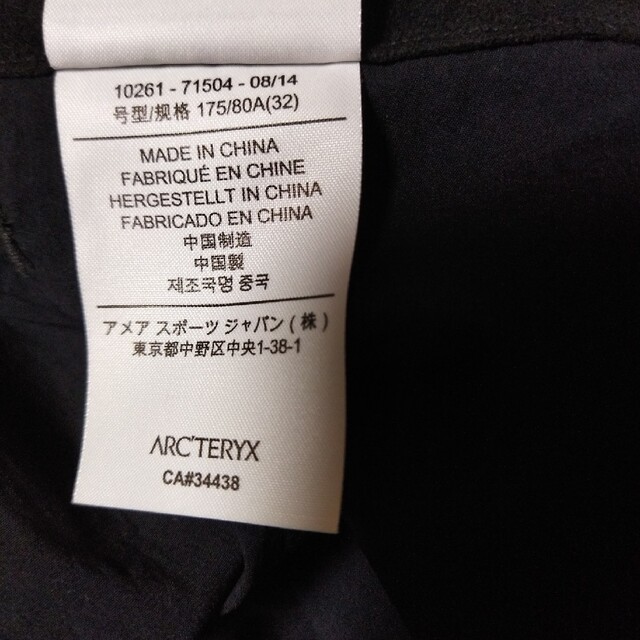 10261 - 71504 - 08/14
号型/规格 175/80A(32)
MADE IN CHINA
FABRIQUÉ EN CHINE
HERGESTELLT IN CHINA
FABRICADO EN CHINA
中国制造
中国製
제조국명 중국
アメア スポーツ ジャパン ( 株 )
東京都中野区中央1-38-1
ARC'TERYX
CA#34438